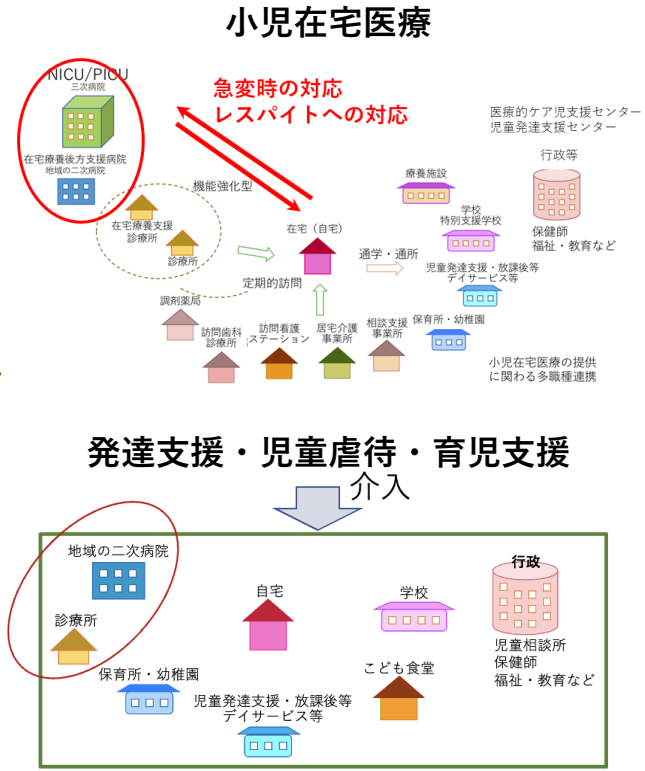 小児在宅医療
NICU/PICU
三次病院
急変時の対応
レスパイトへの対応
在宅療養後方支援病院
地域の二次病院
機能強化型
在宅療養支援
診療所
診療所
在宅（自宅）
定期的訪問
通学・通所
調剤薬局
訪問歯科
診療所
訪問看護
ステーション
居宅介護
事業所
相談支援
事業所
療養施設
学校
特別支援学校
児童発達支援・放課後等
デイサービス等
保育所・幼稚園
医療的ケア児支援センター
児童発達支援センター
行政等
保健師
福祉・教育など
小児在宅医療の提供
に関わる多職種連携
発達支援・児童虐待・育児支援
介入
地域の二次病院
診療所
自宅
学校
行政
児童相談所
保健師
福祉・教育など
保育所・幼稚園
こども食堂
児童発達支援・放課後等
デイサービス等